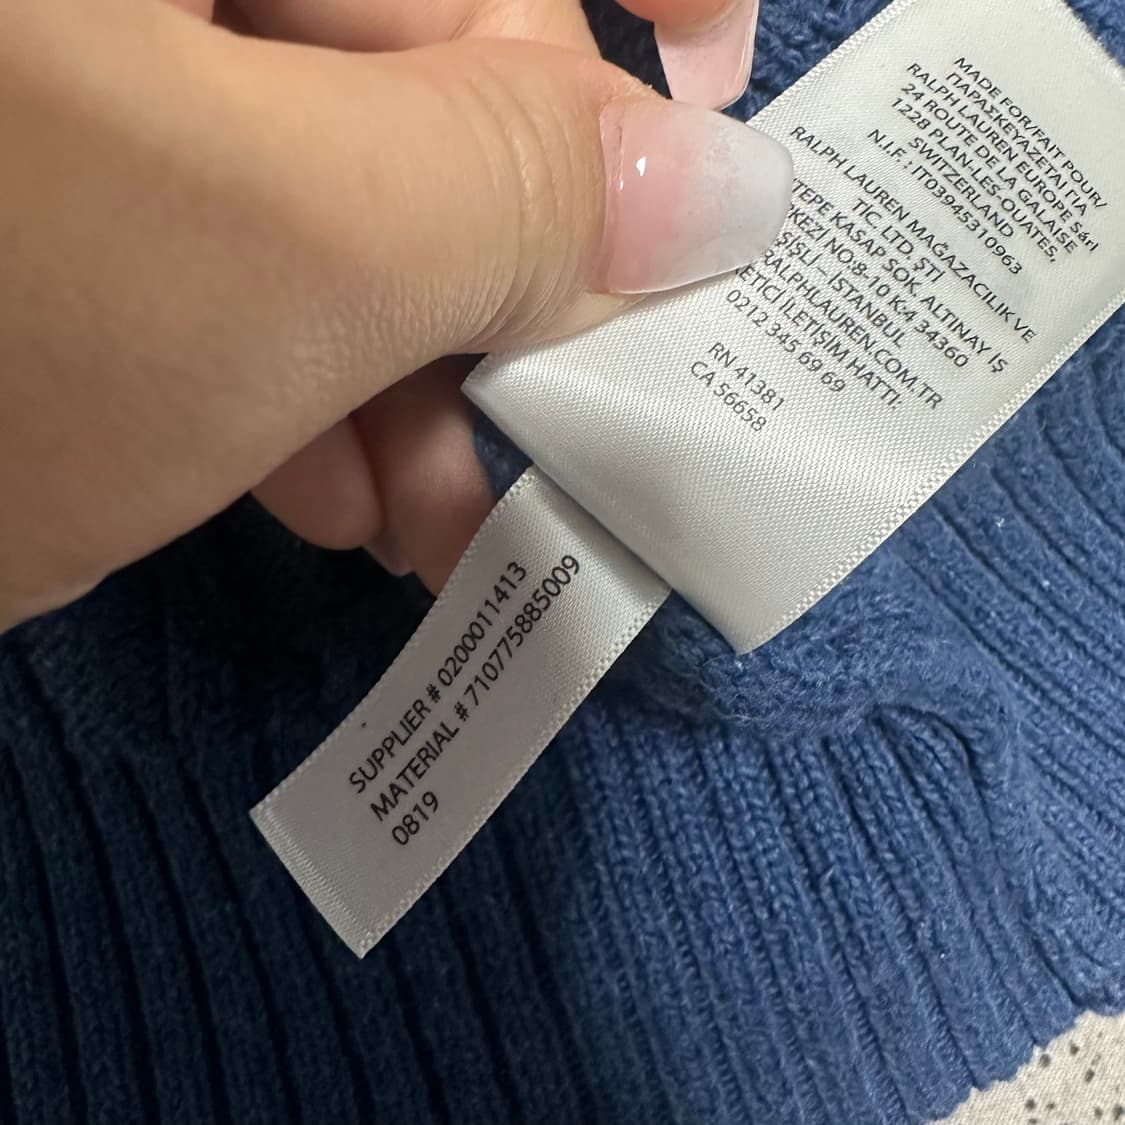 MADE FOR/FAIT POUR/
ΠΑΡΑΣΚΕΥΑΖΕΤΑΙ ΓΙΑ
RALPH LAUREN EUROPE Sárl
24 ROUTE DE LA GALAISE
1228 PLAN-LES-OUATES,
SWITZERLAND
N.I.F.: IT03945310963
RALPH LAUREN MAĞAZACILIK VE
TİC LTD. ŞTİ
KASAP SOK. ALTINAY İŞ
NO:8-10 K:4 34360
ŞİŞLİ – İSTANBUL
RALPHLAUREN.COM.TR
İLETİŞİM HATTI:
0212 345 69 69
RN 41381
CA 56658
SUPPLIER # 0200011413
MATERIAL # 710775885009
0819